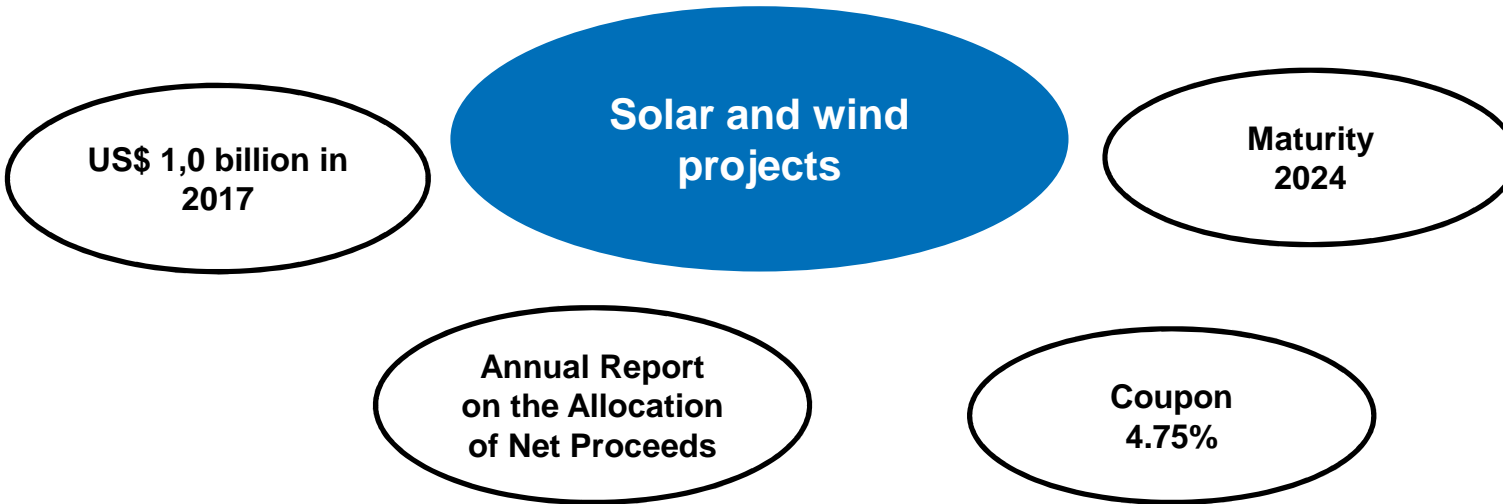 Solar and wind
projects
US$ 1,0 billion in
2017
Maturity
2024
Annual Report
on the Allocation
of Net Proceeds
Coupon
4.75%